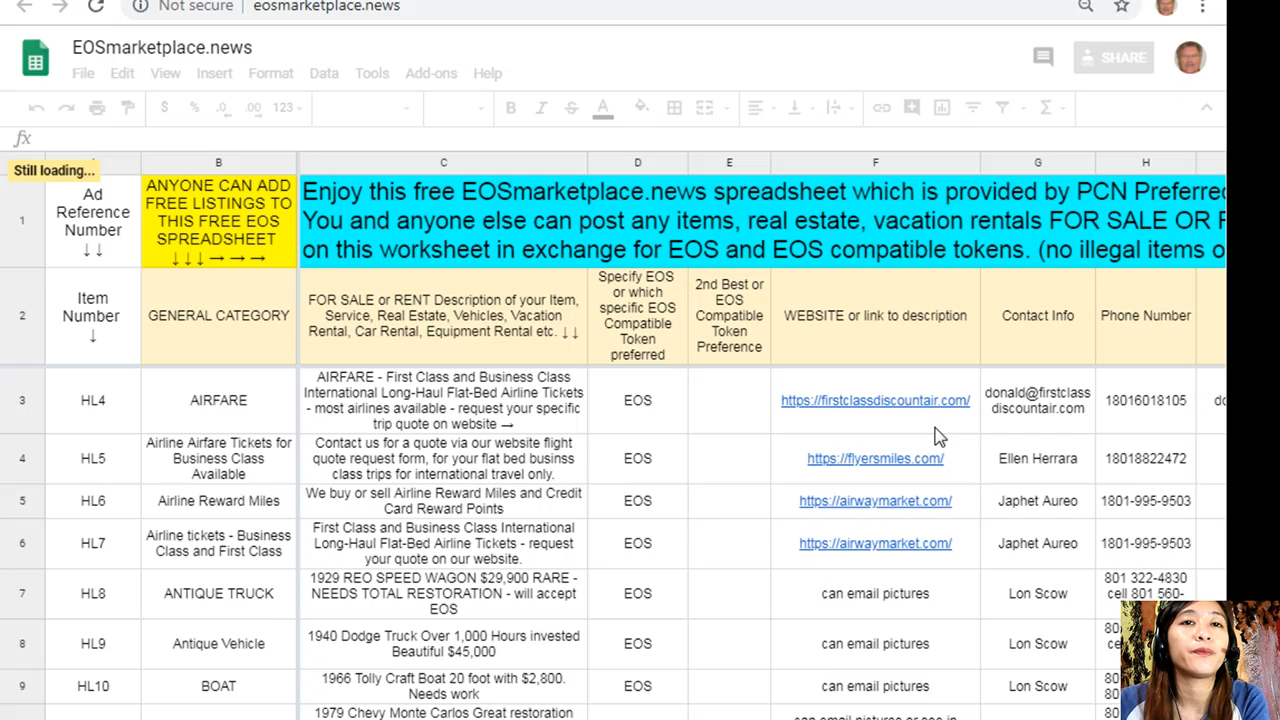 Not secure | eosmarketplace.news
EOSmarketplace.news
File Edit View Insert Format Data Tools Add-ons Help
SHARE
$ % .0 .00 123 B I S A Σ
fx
Still loading...
B C D E F G H
1
Ad
Reference
Number
↓↓
ANYONE CAN ADD
FREE LISTINGS TO
THIS FREE EOS
SPREADSHEET
↓↓↓→→→
Enjoy this free EOSmarketplace.news spreadsheet which is provided by PCN Preferred
You and anyone else can post any items, real estate, vacation rentals FOR SALE OR
on this worksheet in exchange for EOS and EOS compatible tokens. (no illegal items
2
Item
Number
↓
GENERAL CATEGORY
FOR SALE or RENT Description of your Item,
Service, Real Estate, Vehicles, Vacation
Rental, Car Rental, Equipment Rental etc. ↓↓
Specify EOS
or which
specific EOS
Compatible
Token
preferred
2nd Best or
EOS
Compatible
Token
Preference
WEBSITE or link to description
Contact Info
Phone Number
3
HL4
AIRFARE
AIRFARE - First Class and Business Class
International Long-Haul Flat-Bed Airline Tickets
- most airlines available - request your specific
trip quote on website →
EOS
https://firstclassdiscountair.com/
donald@firstclass
discountair.com
18016018105
4
HL5
Airline Airfare Tickets for
Business Class
Available
Contact us for a quote via our website flight
quote request form, for your flat bed businss
class trips for international travel only.
EOS
https://flyersmiles.com/
Ellen Herrara
18018822472
5
HL6
Airline Reward Miles
We buy or sell Airline Reward Miles and Credit
Card Reward Points
EOS
https://airwaymarket.com/
Japhet Aureo
1801-995-9503
6
HL7
Airline tickets - Business
Class and First Class
First Class and Business Class International
Long-Haul Flat-Bed Airline Tickets - request
your quote on our website.
EOS
https://airwaymarket.com/
Japhet Aureo
1801-995-9503
7
HL8
ANTIQUE TRUCK
1929 REO SPEED WAGON $29,900 RARE -
NEEDS TOTAL RESTORATION - will accept
EOS
EOS
can email pictures
Lon Scow
801 322-4830
cell 801 560-
8
HL9
Antique Vehicle
1940 Dodge Truck Over 1,000 Hours invested
Beautiful $45,000
EOS
can email pictures
Lon Scow
9
HL10
BOAT
1966 Tolly Craft Boat 20 foot with $2,800.
Needs work
EOS
can email pictures
Lon Scow
1979 Chevy Monte Carlos Great restoration
can email pictures or see in